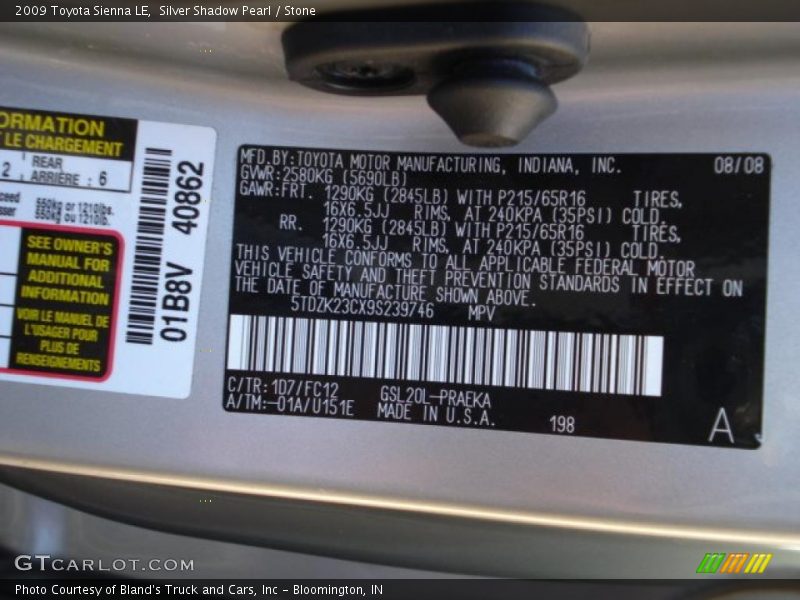 2009 Toyota Sienna LE,  Silver Shadow Pearl / Stone
ORMATION
LE CHARGEMENT
2 REAR
ARRIÈRE : 6
550kg or 1210lbs.
550kg ou 1210lb.
SEE OWNER'S
MANUAL FOR
ADDITIONAL
INFORMATION
VOIR LE MANUEL DE
L'USAGER POUR
PLUS DE
RENSEIGNEMENTS
01B8V 40862
MFD.BY:TOYOTA MOTOR MANUFACTURING, INDIANA, INC. 08/08
GVWR:2580KG (5690LB)
GAWR:FRT. 1290KG (2845LB) WITH P215/65R16 TIRES,
16X6.5JJ RIMS, AT 240KPA (35PSI) COLD.
RR. 1290KG (2845LB) WITH P215/65R16 TIRES,
16X6.5JJ RIMS, AT 240KPA (35PSI) COLD.
THIS VEHICLE CONFORMS TO ALL APPLICABLE FEDERAL MOTOR
VEHICLE SAFETY AND THEFT PREVENTION STANDARDS IN EFFECT ON
THE DATE OF MANUFACTURE SHOWN ABOVE.
5TDZK23CX9S239746 MPV
C/TR:1D7/FC12 GSL20L-PRAEKA
A/TM:-01A/U151E MADE IN U.S.A. 198 A
GTCARLOT.COM
Photo Courtesy of Bland's Truck and Cars, Inc - Bloomington, IN